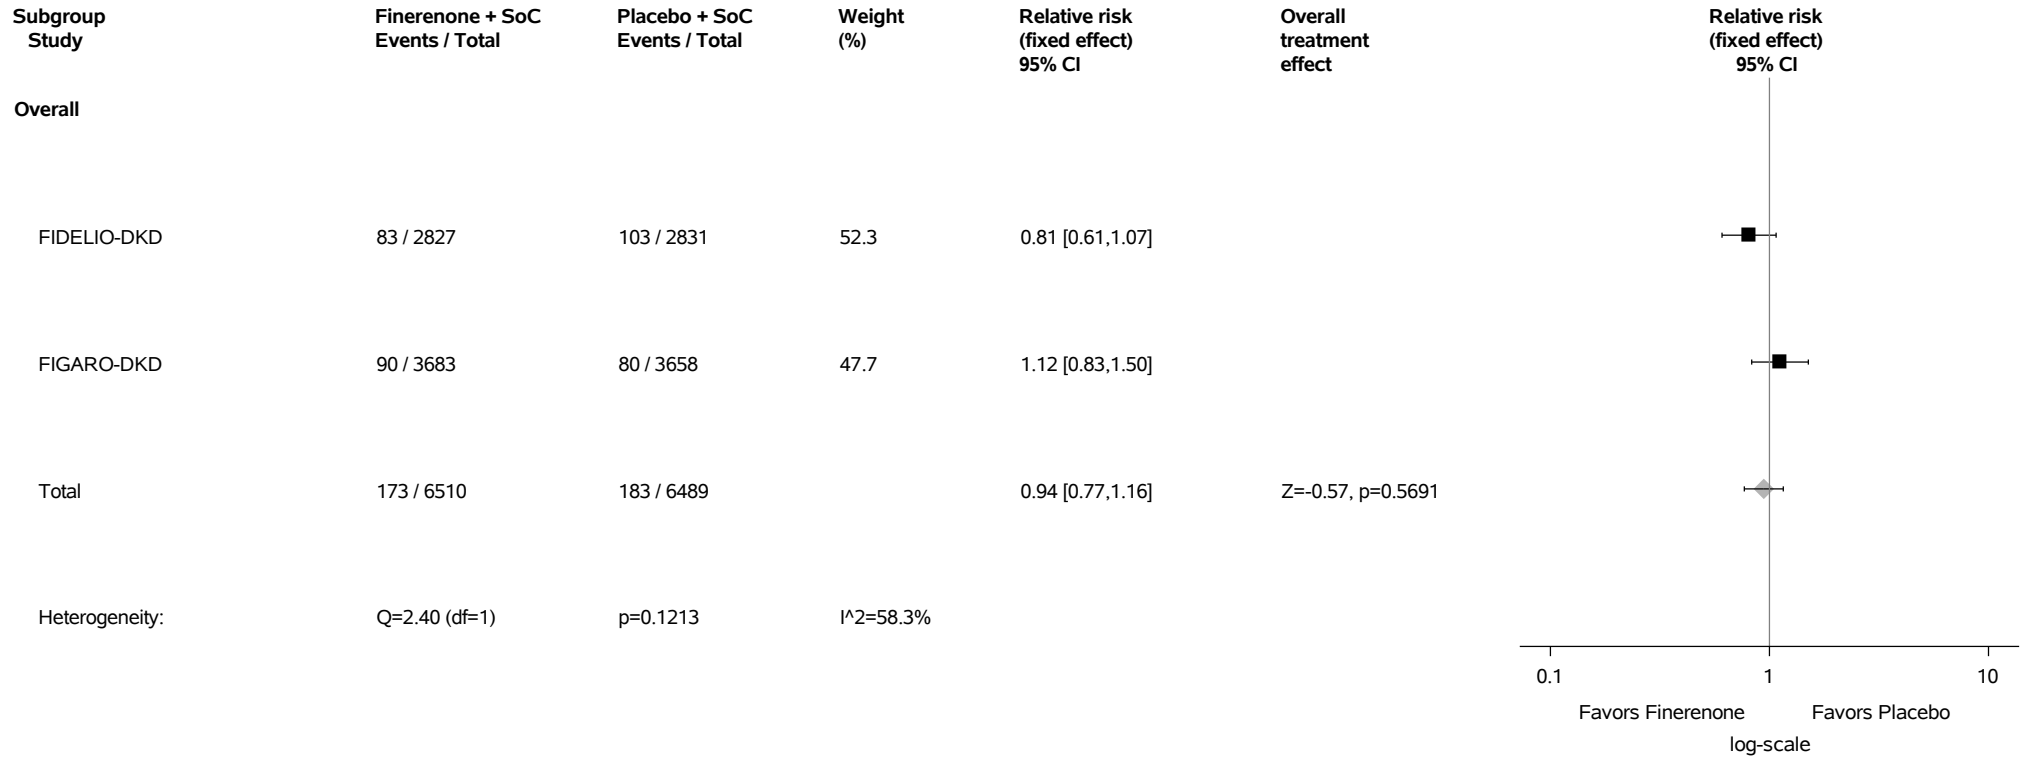 Subgroup Finerenone + SoC Placebo + SoC Weight Relative risk Overall Relative risk
Study Events / Total Events / Total (%) (fixed effect) treatment (fixed effect)
95% CI effect 95% CI
Overall
FIDELIO-DKD 83 / 2827 103 / 2831 52.3 0.81 [0.61,1.07]
FIGARO-DKD 90 / 3683 80 / 3658 47.7 1.12 [0.83,1.50]
Total 173 / 6510 183 / 6489 0.94 [0.77,1.16] Z=-0.57, p=0.5691
Heterogeneity: Q=2.40 (df=1) p=0.1213 I^2=58.3%
0.1 1 10
Favors Finerenone Favors Placebo
log-scale